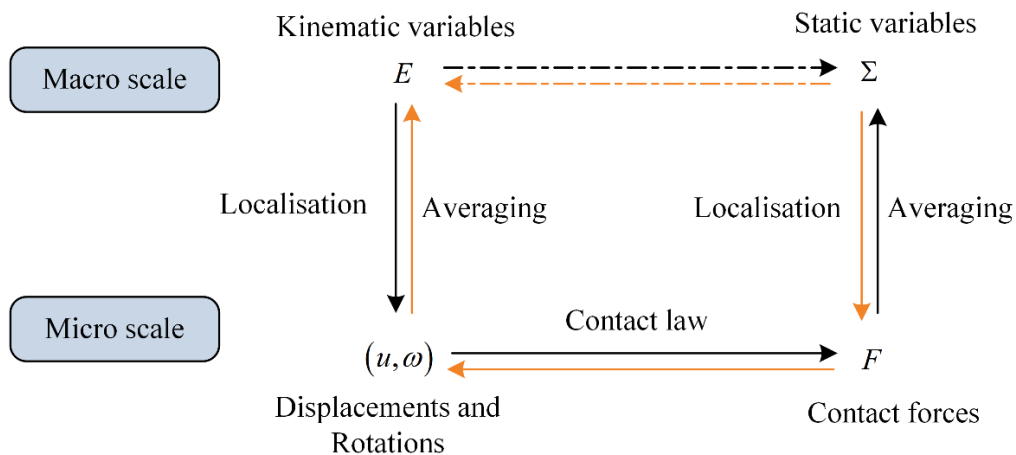 Kinematic variables
Static variables
Macro scale
E
Σ
Localisation
Averaging
Localisation
Averaging
Micro scale
Contact law
(u, ω)
F
Displacements and
Rotations
Contact forces